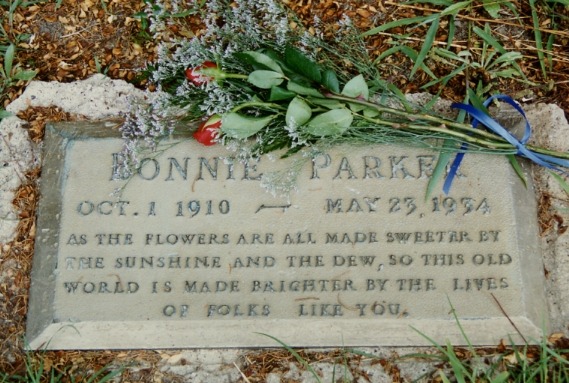 BONNIE PARKER
OCT. 1 1910 — MAY 23, 1934
AS THE FLOWERS ARE ALL MADE SWEETER BY
THE SUNSHINE AND THE DEW, SO THIS OLD
WORLD IS MADE BRIGHTER BY THE LIVES
OF FOLKS LIKE YOU.